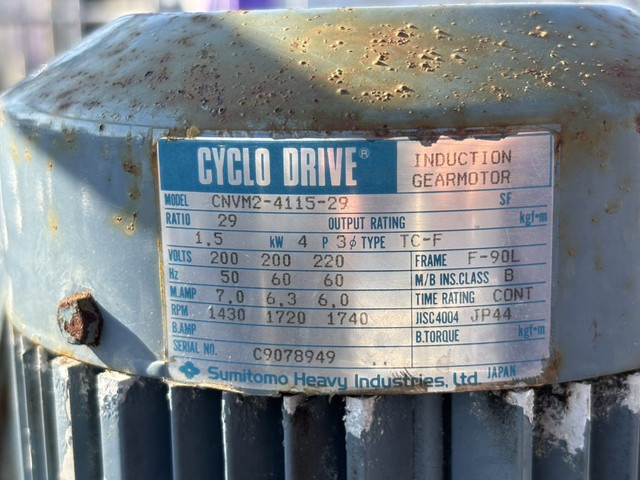 CYCLO DRIVE®
INDUCTION
GEARMOTOR
MODEL CNVM2-4115-29 SF
RATIO 29 OUTPUT RATING kgf•m
1.5 kW 4 P 3ϕ TYPE TC-F
VOLTS 200 200 220 FRAME F-90L
Hz 50 60 60 M/B INS.CLASS B
M.AMP 7.0 6.3 6.0 TIME RATING CONT
RPM 1430 1720 1740 JISC4004 JP44
B.AMP B.TORQUE kgf•m
SERIAL NO. C9078949
Sumitomo Heavy Industries, Ltd. JAPAN